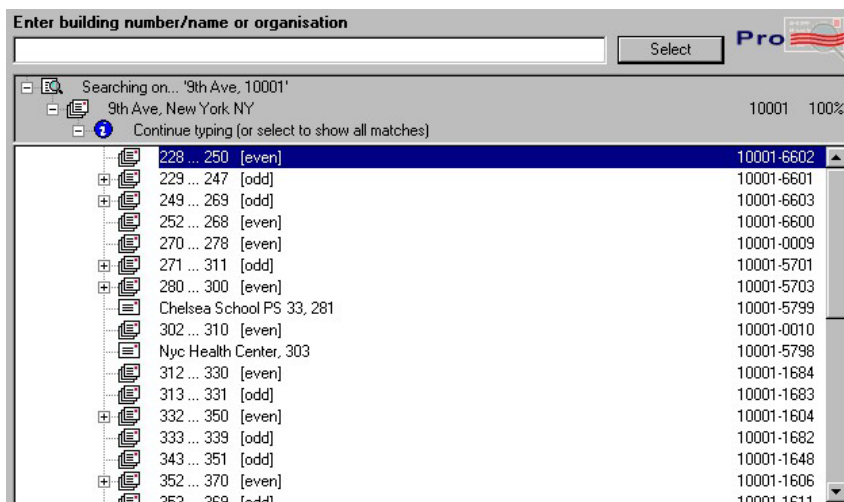 Enter building number/name or organisation
Select
Pro
Searching on... '9th Ave, 10001'
9th Ave, New York NY 10001 100%
Continue typing (or select to show all matches)
228 ... 250 [even] 10001-6602
229 ... 247 [odd] 10001-6601
249 ... 269 [odd] 10001-6603
252 ... 268 [even] 10001-6600
270 ... 278 [even] 10001-0009
271 ... 311 [odd] 10001-5701
280 ... 300 [even] 10001-5703
Chelsea School PS 33, 281 10001-5799
302 ... 310 [even] 10001-0010
Nyc Health Center, 303 10001-5798
312 ... 330 [even] 10001-1684
313 ... 331 [odd] 10001-1683
332 ... 350 [even] 10001-1604
333 ... 339 [odd] 10001-1682
343 ... 351 [odd] 10001-1648
352 ... 370 [even] 10001-1606
353 ... 369 [odd] 10001-1611